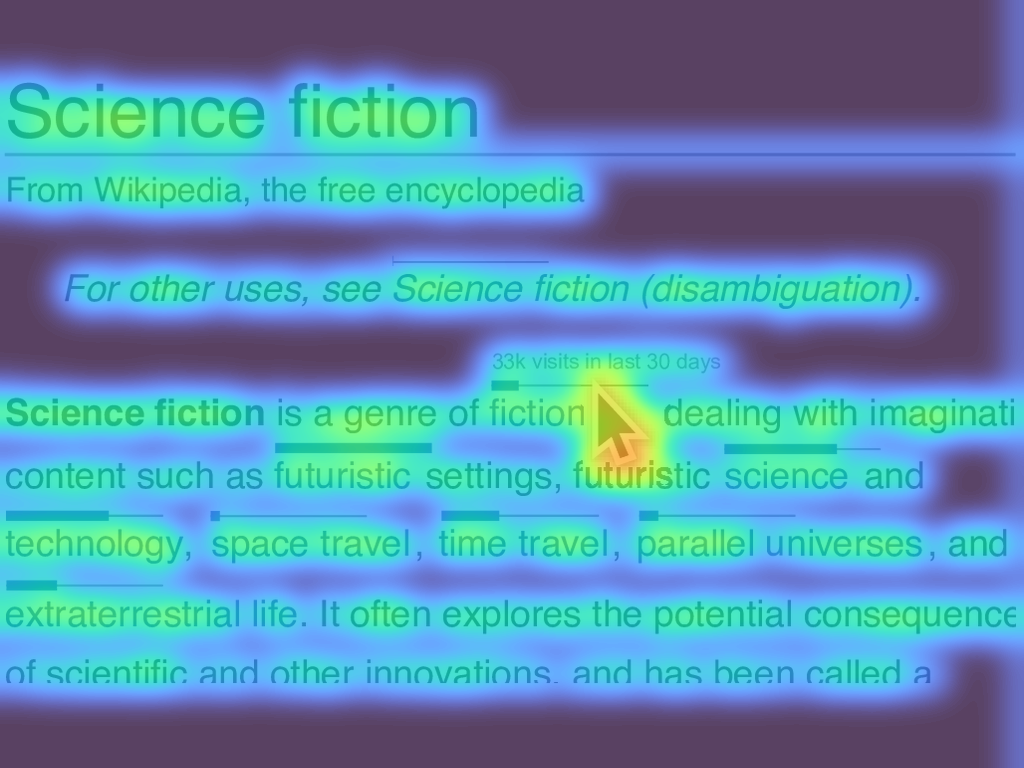 Science fiction
From Wikipedia, the free encyclopedia
For other uses, see Science fiction (disambiguation).
33k visits in last 30 days
Science fiction is a genre of fiction dealing with imaginati
content such as futuristic settings, futuristic science and
technology, space travel, time travel, parallel universes, and
extraterrestrial life. It often explores the potential consequence
of scientific and other innovations, and has been called a